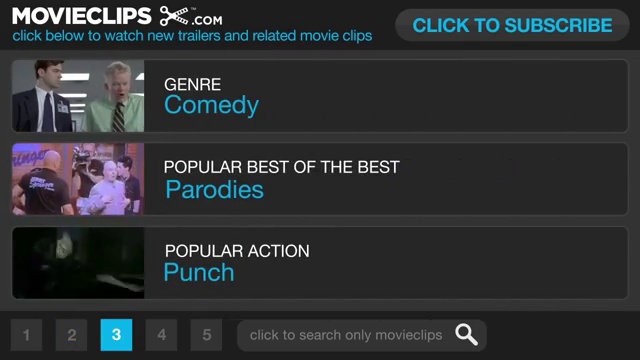 MOVIECLIPS .COM
click below to watch new trailers and related movie clips
CLICK TO SUBSCRIBE
GENRE
Comedy
POPULAR BEST OF THE BEST
Parodies
POPULAR ACTION
Punch
1 2 3 4 5
click to search only movieclips